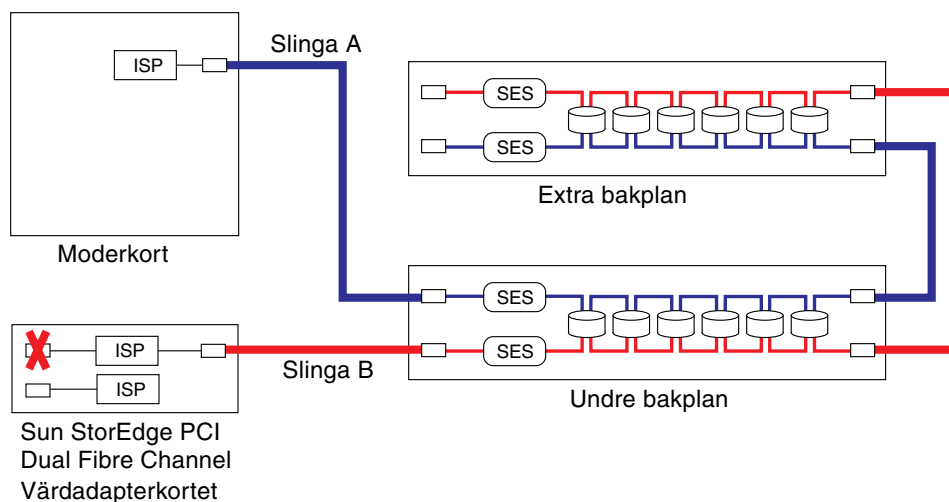 Slinga A
ISP
SES
SES
Extra bakplan
Moderkort
SES
SES
Undre bakplan
ISP
Slinga B
ISP
Sun StorEdge PCI
Dual Fibre Channel
Värdadapterkortet